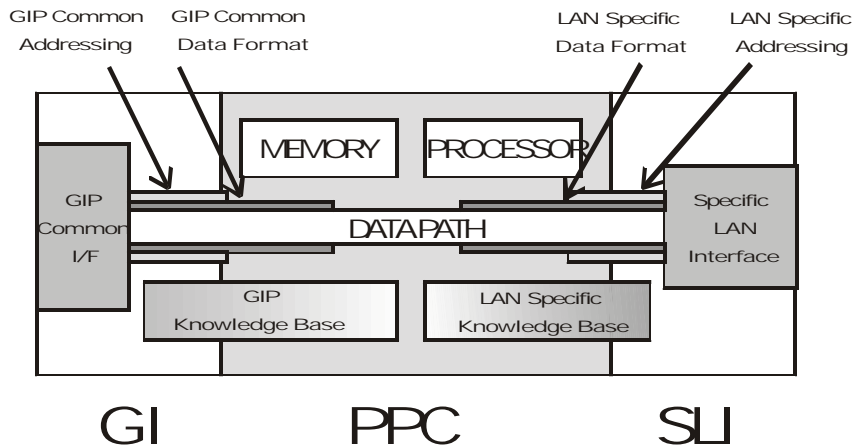 GIP Common
Addressing
GIP Common
Data Format
LAN Specific
Data Format
LAN Specific
Addressing
MEMORY
PROCESSOR
GIP
Common
I/F
DATA PATH
Specific
LAN
Interface
GIP
Knowledge Base
LAN Specific
Knowledge Base
GI
PPC
SLI